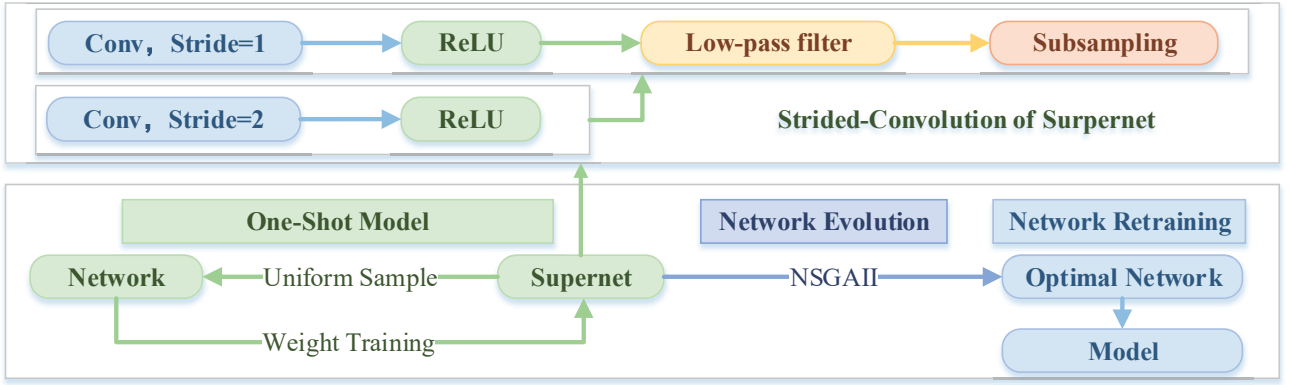 Conv，Stride=1
ReLU
Low-pass filter
Subsampling
Conv，Stride=2
ReLU
Strided-Convolution of Surpernet
One-Shot Model
Network Evolution
Network Retraining
Network
Uniform Sample
Supernet
NSGAII
Optimal Network
Weight Training
Model